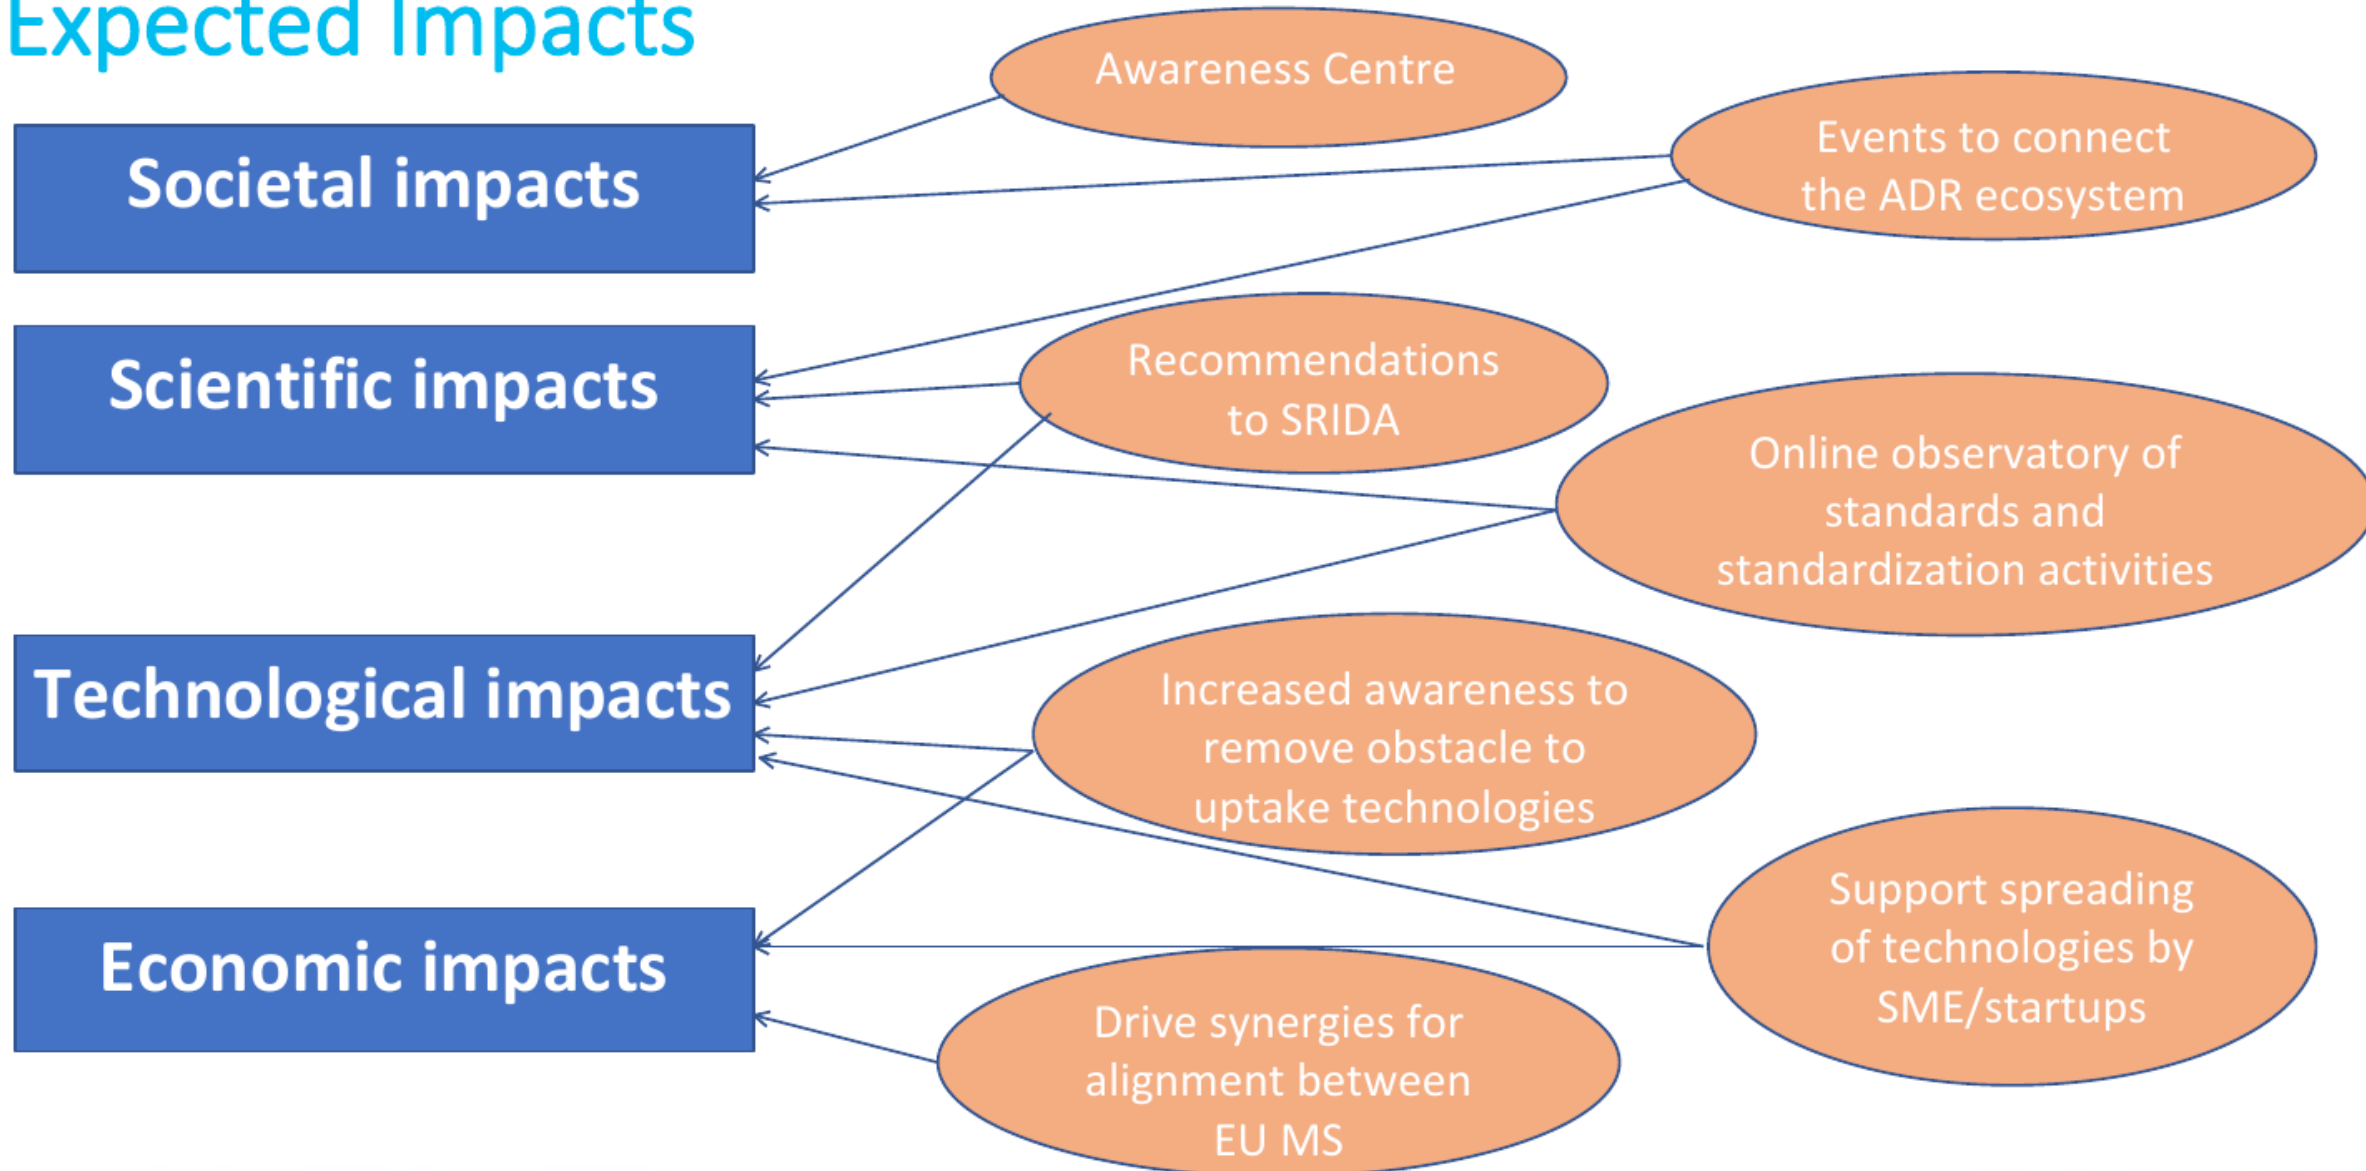 Expected Impacts
Awareness Centre
Events to connect
the ADR ecosystem
Societal impacts
Scientific impacts
Recommendations
to SRIDA
Online observatory of
standards and
standardization activities
Technological impacts
Increased awareness to
remove obstacle to
uptake technologies
Support spreading
of technologies by
SME/startups
Economic impacts
Drive synergies for
alignment between
EU MS